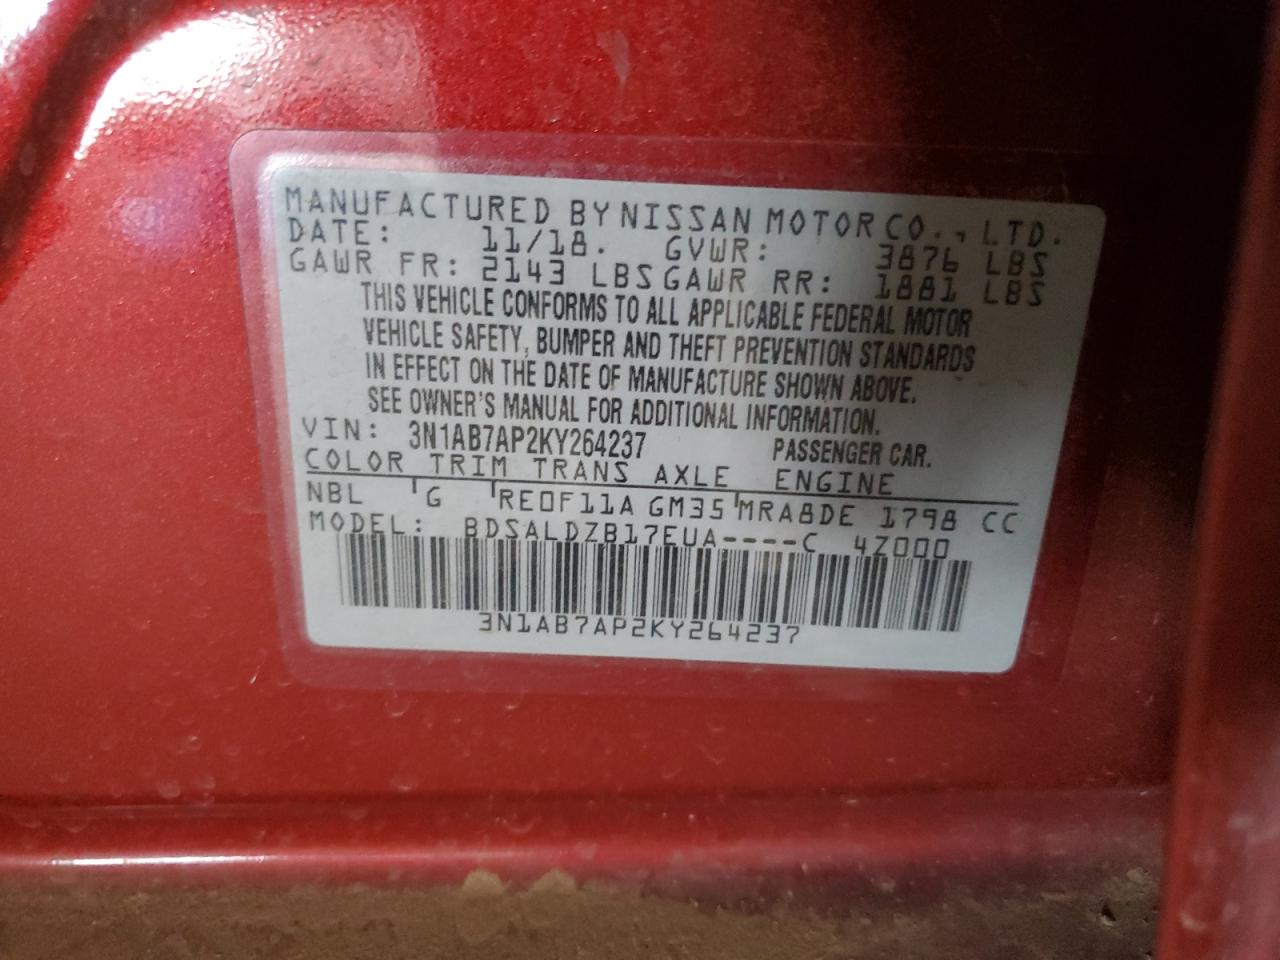 MANUFACTURED BY NISSAN MOTOR CO., LTD.
DATE: 11/18. GVWR: 3876 LBS
GAWR FR: 2143 LBS GAWR RR: 1881 LBS
THIS VEHICLE CONFORMS TO ALL APPLICABLE FEDERAL MOTOR
VEHICLE SAFETY, BUMPER AND THEFT PREVENTION STANDARDS
IN EFFECT ON THE DATE OF MANUFACTURE SHOWN ABOVE.
SEE OWNER'S MANUAL FOR ADDITIONAL INFORMATION.
VIN: 3N1AB7AP2KY264237 PASSENGER CAR.
COLOR TRIM TRANS AXLE ENGINE
NBL G RE0F11A GM35 MRA8DE 1798 CC
MODEL: BDSALDZB17EUA----C 4Z000
3N1AB7AP2KY264237